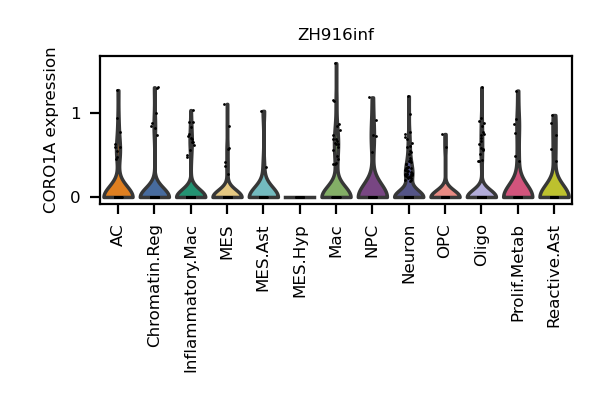 ZH916inf
CORO1A expression
1
0
AC
Chromatin.Reg
Inflammatory.Mac
MES
MES.Ast
MES.Hyp
Mac
NPC
Neuron
OPC
Oligo
Prolif.Metab
Reactive.Ast